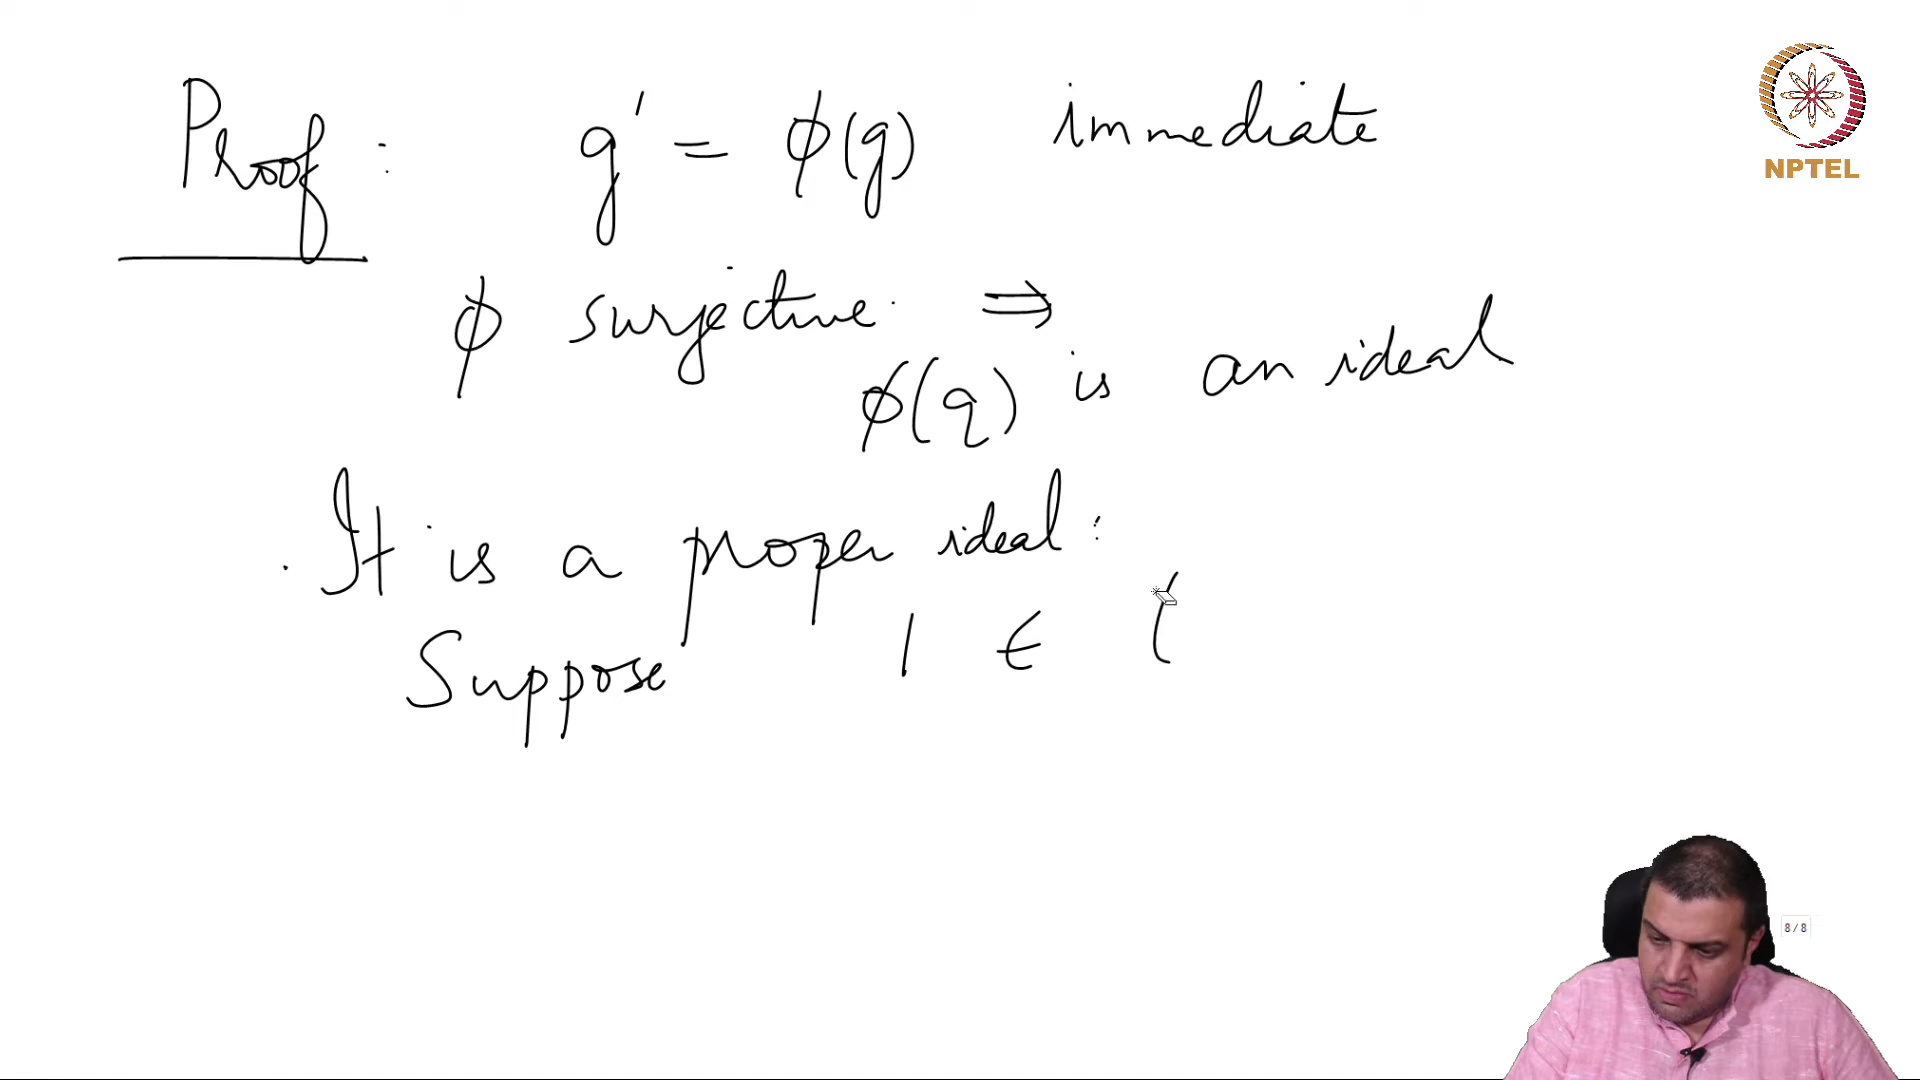 NPTEL
Proof : g' = ϕ(g) immediate
ϕ surjective. ⇒
ϕ(q) is an ideal
. It is a proper ideal :
Suppose 1 ∈ (
8 / 8